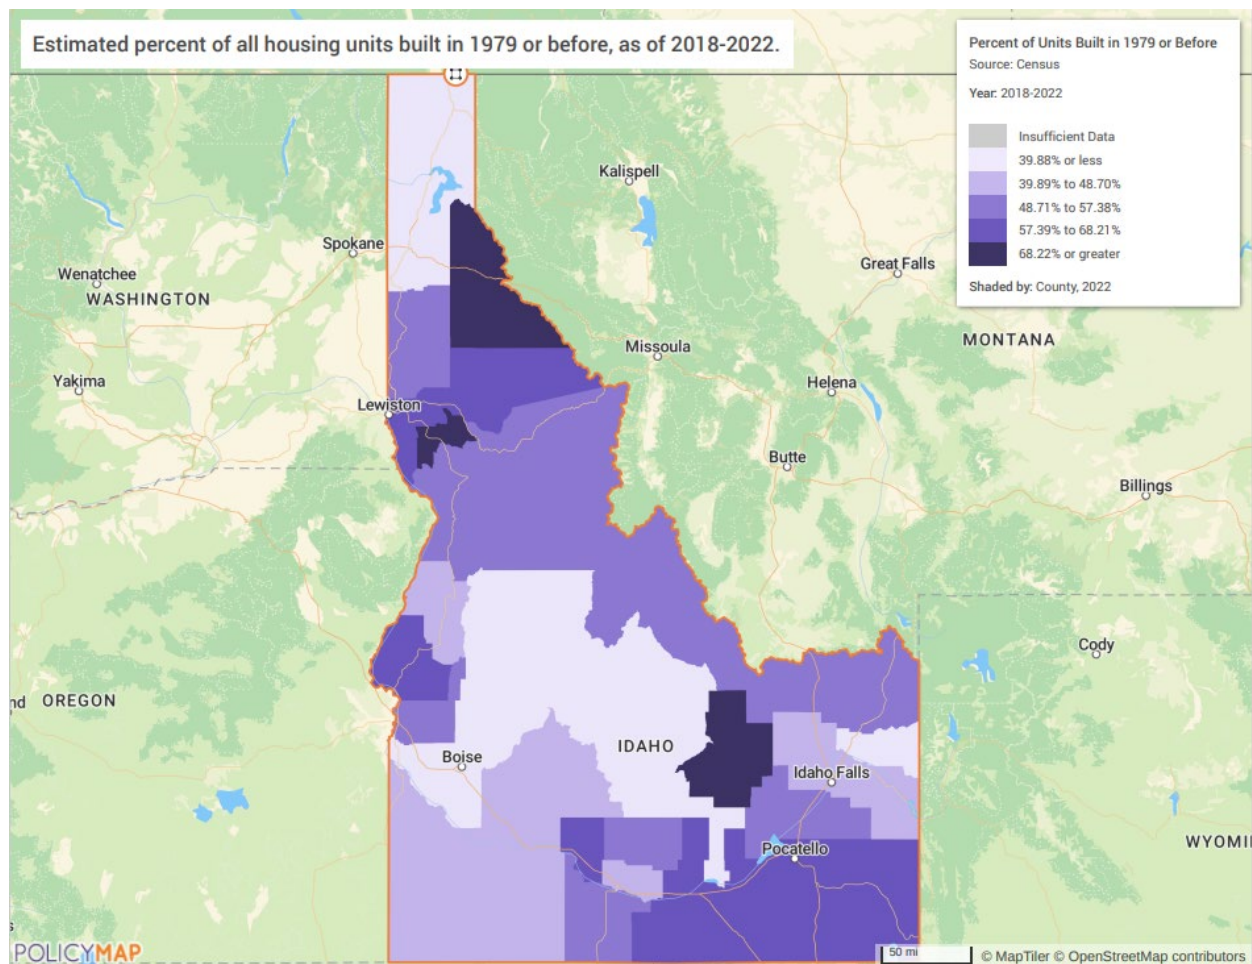 Estimated percent of all housing units built in 1979 or before, as of 2018-2022.
Percent of Units Built in 1979 or Before
Source: Census
Year: 2018-2022
Insufficient Data
39.88% or less
39.89% to 48.70%
48.71% to 57.38%
57.39% to 68.21%
68.22% or greater
Shaded by: County, 2022
Kalispell
Spokane
Great Falls
Wenatchee
WASHINGTON
MONTANA
Missoula
Yakima
Helena
Lewiston
Butte
Billings
Cody
nd
OREGON
IDAHO
Boise
Idaho Falls
Pocatello
WYOMI
s
POLICYMAP
50 mi
© MapTiler © OpenStreetMap contributors